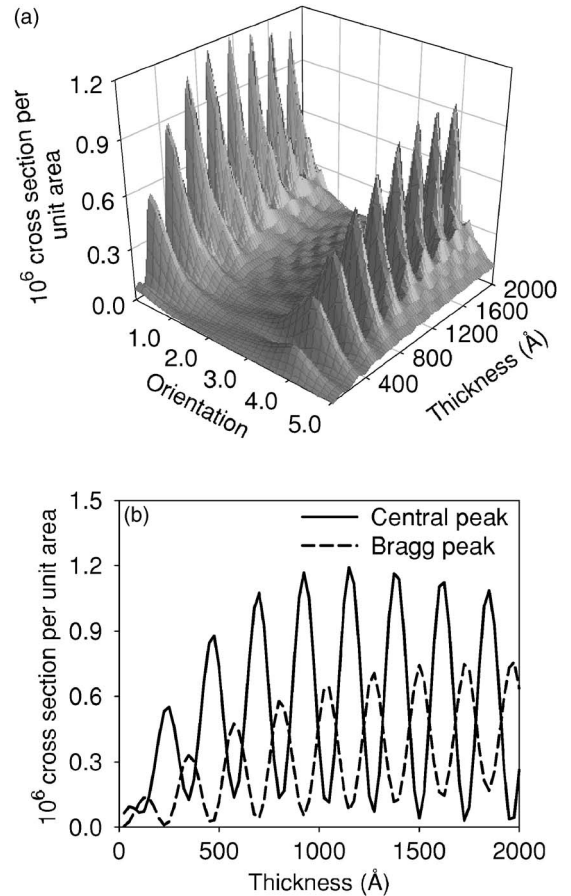 (a)
10⁶ cross section per
unit area
1.2
0.9
0.6
0.3
0.0
1.0
2.0
3.0
4.0
5.0
Orientation
400
800
1200
1600
2000
Thickness (Å)
(b)
Central peak
Bragg peak
10⁶ cross section per unit area
1.5
1.2
0.9
0.6
0.3
0.0
0 500 1000 1500 2000
Thickness (Å)